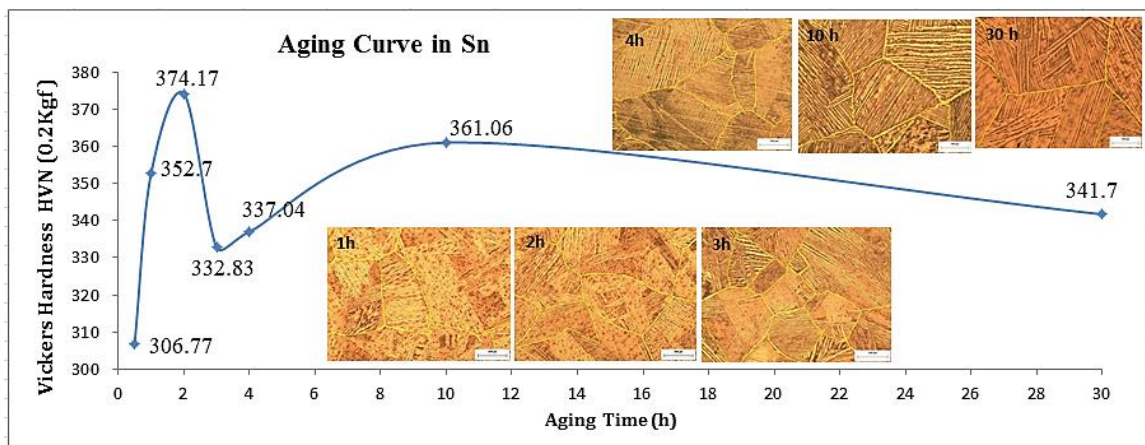 Aging Curve in Sn
Vickers Hardness HVN (0.2Kgf)
380
370
360
350
340
330
320
310
300
306.77
352.7
374.17
332.83
337.04
361.06
341.7
4h
10 h
30 h
1h
2h
3h
0 2 4 6 8 10 12 14 16 18 20 22 24 26 28 30
Aging Time (h)